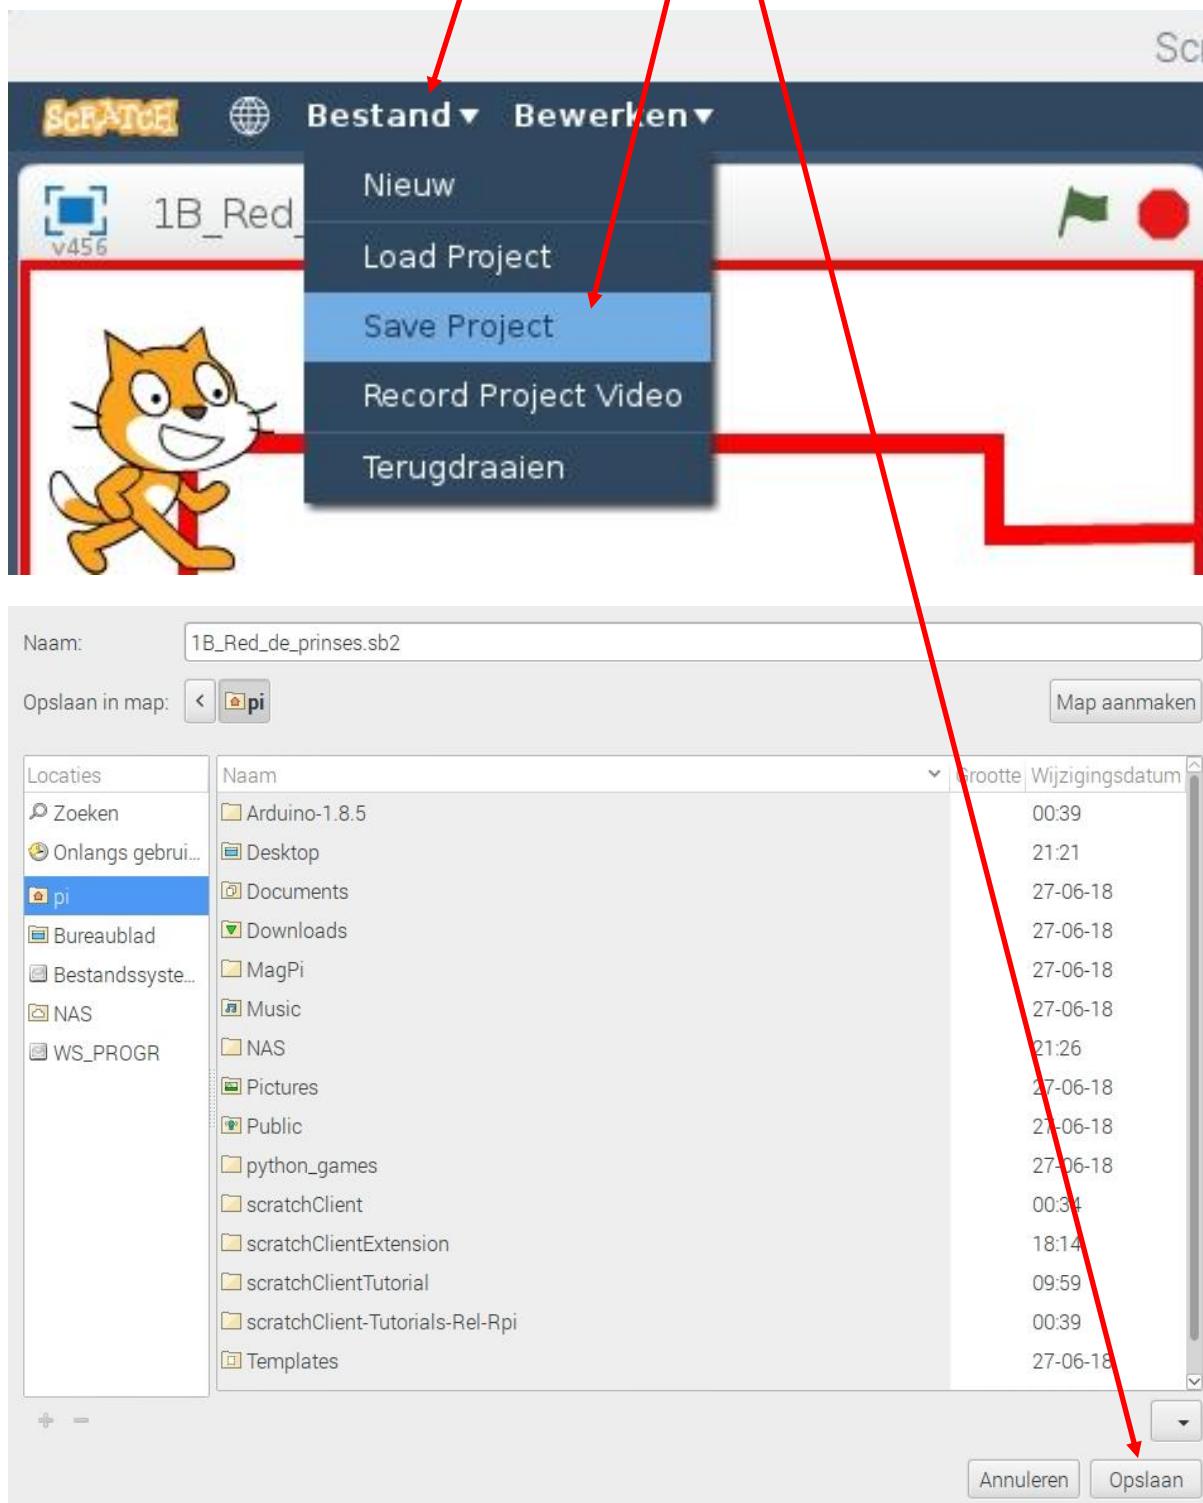 Scr
SCRATCH Bestand Bewerken
v456 1B_Red_
Nieuw
Load Project
Save Project
Record Project Video
Terugdraaien
Naam: 1B_Red_de_prinses.sb2
Opslaan in map: < pi Map aanmaken
Locaties Naam Grootte Wijzigingsdatum
Zoeken Arduino-1.8.5 00:39
Onlangs gebrui... Desktop 21:21
pi Documents 27-06-18
Bureaublad Downloads 27-06-18
Bestandssyste... MagPi 27-06-18
NAS Music 27-06-18
WS_PROGR NAS 21:26
Pictures 27-06-18
Public 27-06-18
python_games 27-06-18
scratchClient 00:34
scratchClientExtension 18:14
scratchClientTutorial 09:59
scratchClient-Tutorials-Rel-Rpi 00:39
Templates 27-06-18
Annuleren Opslaan